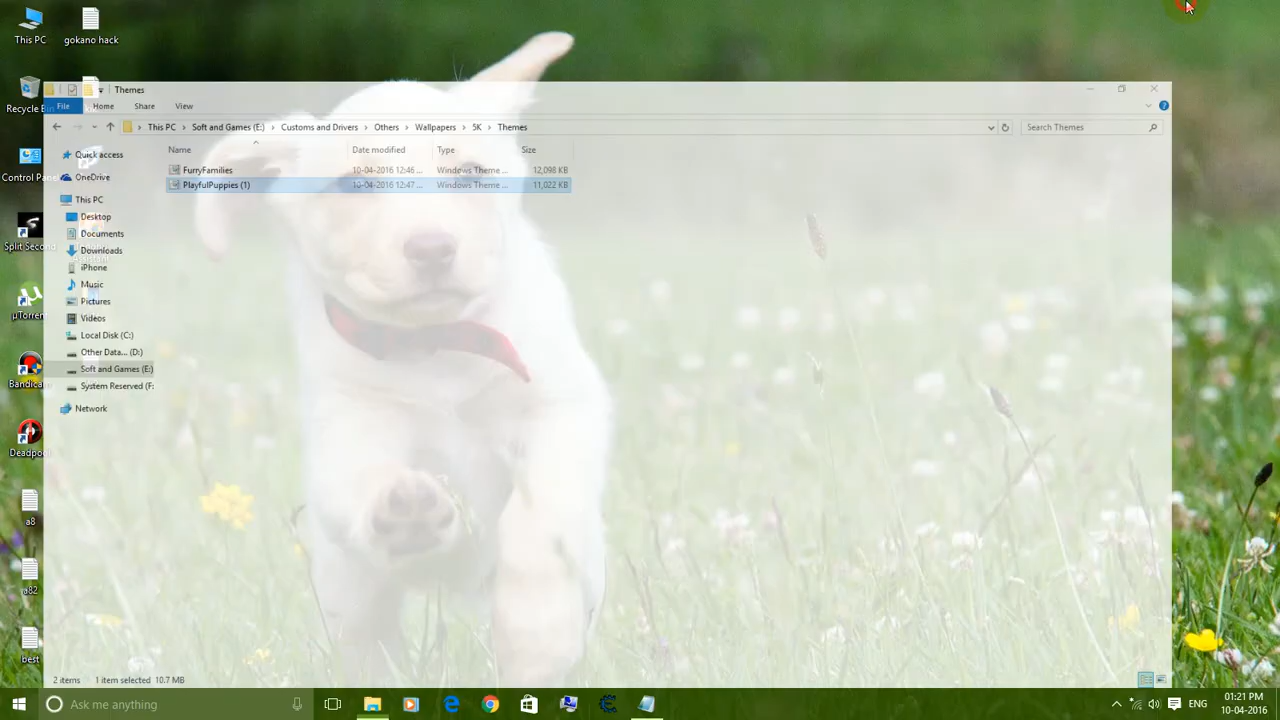 This PC
gokano hack
Recycle Bin
Control Panel
Split Second
µTorrent
Bandicam
Deadpool
a8
a82
best
Themes
File
Home
Share
View
This PC
Soft and Games (E:)
Customs and Drivers
Others
Wallpapers
5K
Themes
Search Themes
Name
Date modified
Type
Size
FurryFamilies
10-04-2016 12:46 ...
Windows Theme ...
12,098 KB
PlayfulPuppies (1)
10-04-2016 12:47 ...
Windows Theme ...
11,022 KB
Quick access
OneDrive
This PC
Desktop
Documents
Downloads
iPhone
Music
Pictures
Videos
Local Disk (C:)
Other Data... (D:)
Soft and Games (E:)
System Reserved (F:
Network
2 items
1 item selected 10.7 MB
Ask me anything
ENG
01:21 PM
10-04-2016